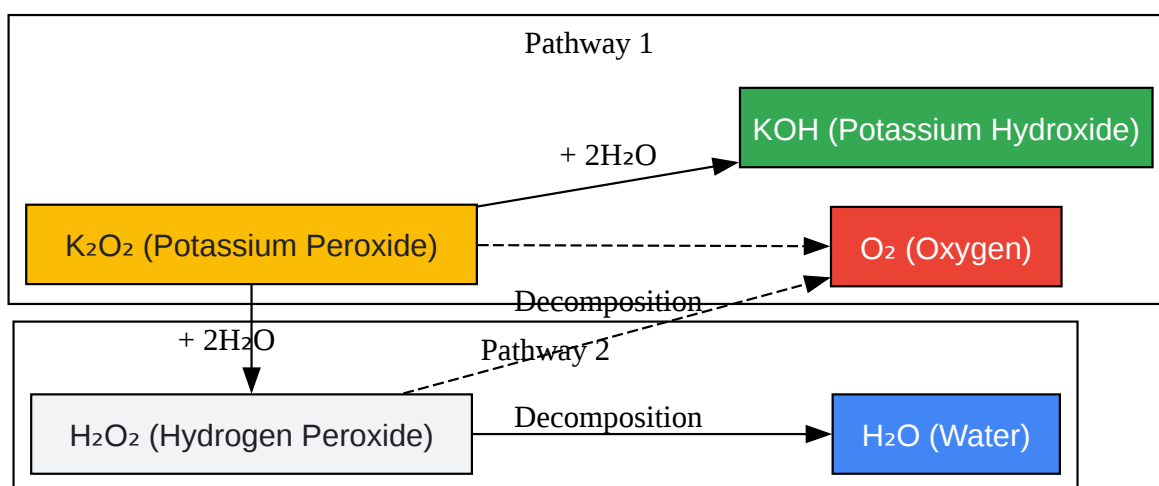 Pathway 1
KOH (Potassium Hydroxide)
+ 2H₂O
K₂O₂ (Potassium Peroxide)
O₂ (Oxygen)
Decomposition
+ 2H₂O
Pathway 2
H₂O₂ (Hydrogen Peroxide)
Decomposition
H₂O (Water)